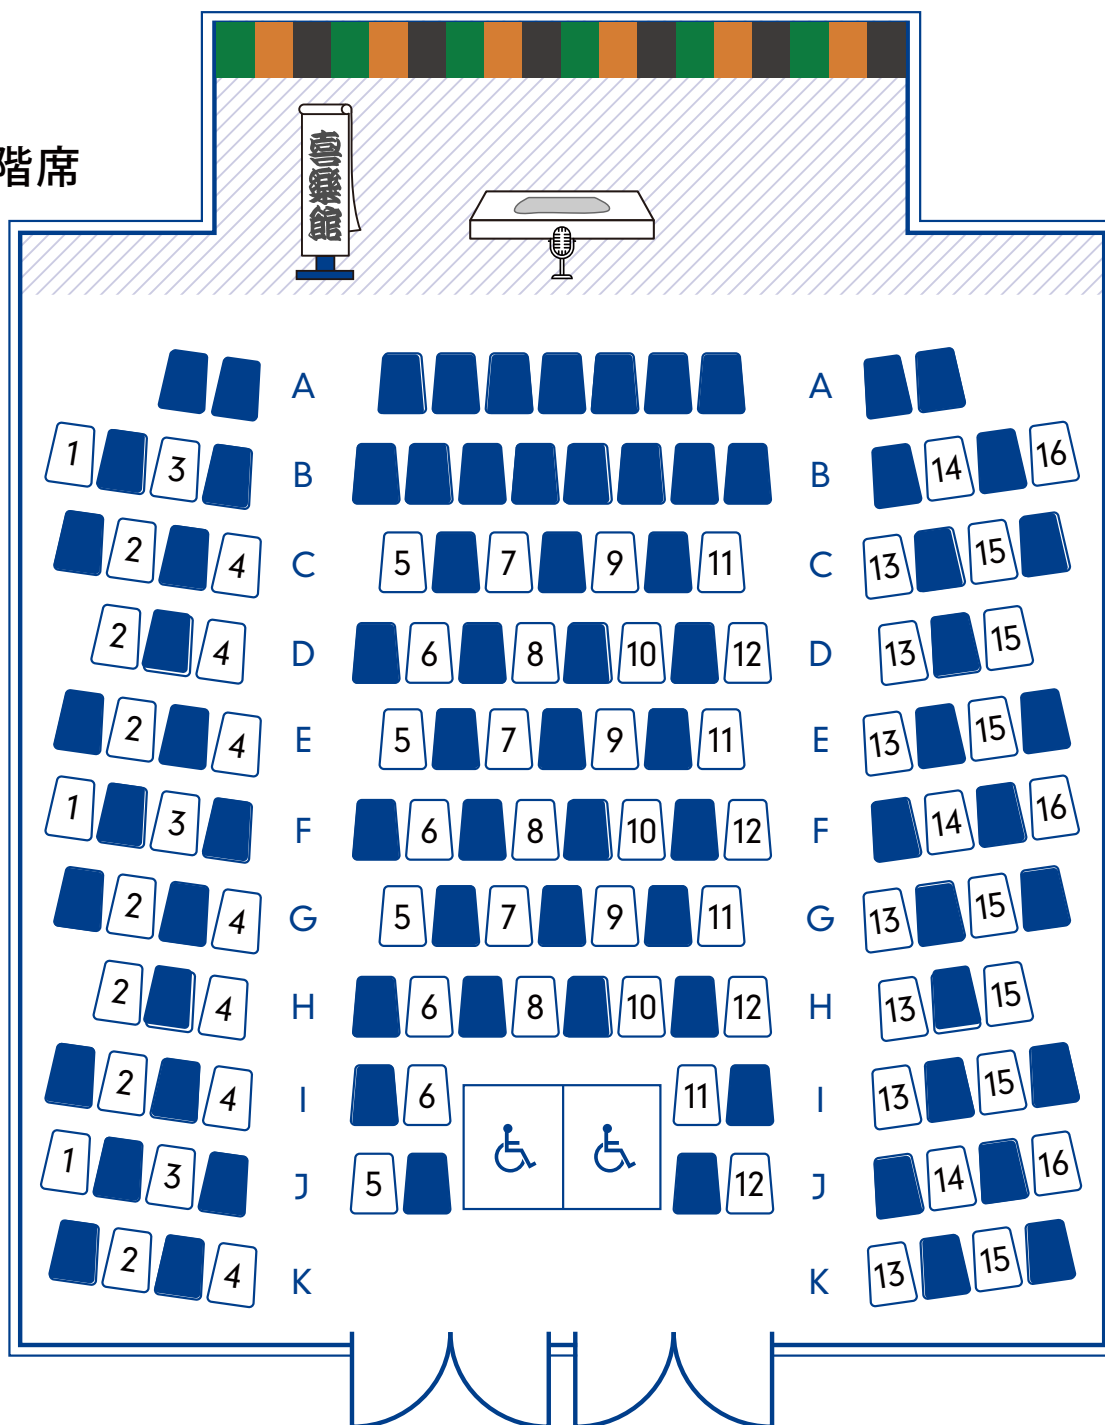 階席
喜楽館
A A
1 3 B B 14 16
2 4 C 5 7 9 11 C 13 15
2 4 D 6 8 10 12 D 13 15
2 4 E 5 7 9 11 E 13 15
1 3 F 6 8 10 12 F 14 16
2 4 G 5 7 9 11 G 13 15
2 4 H 6 8 10 12 H 13 15
2 4 I 6 11 I 13 15
1 3 J 5 12 J 14 16
2 4 K K 13 15